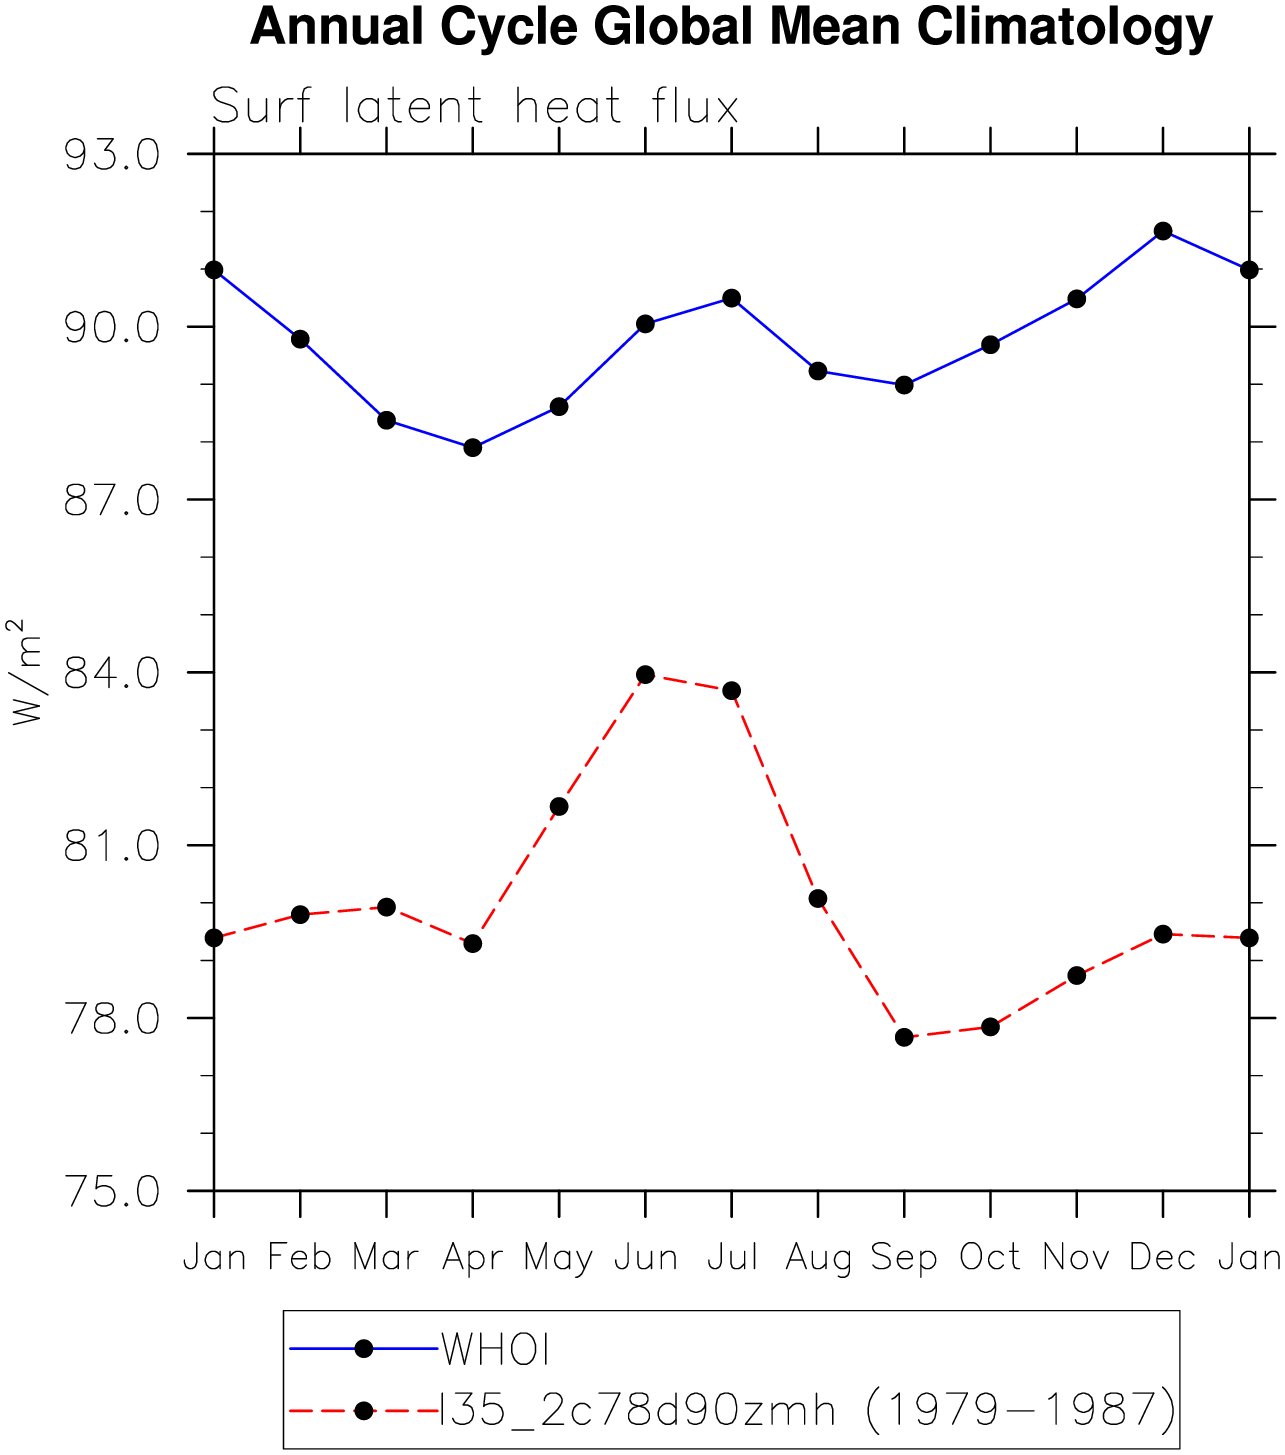 Annual Cycle Global Mean Climatology
Surf latent heat flux
93.0
90.0
87.0
84.0
81.0
78.0
75.0
W/m²
Jan Feb Mar Apr May Jun Jul Aug Sep Oct Nov Dec Jan
WHOI
I35_2c78d90zmh (1979−1987)